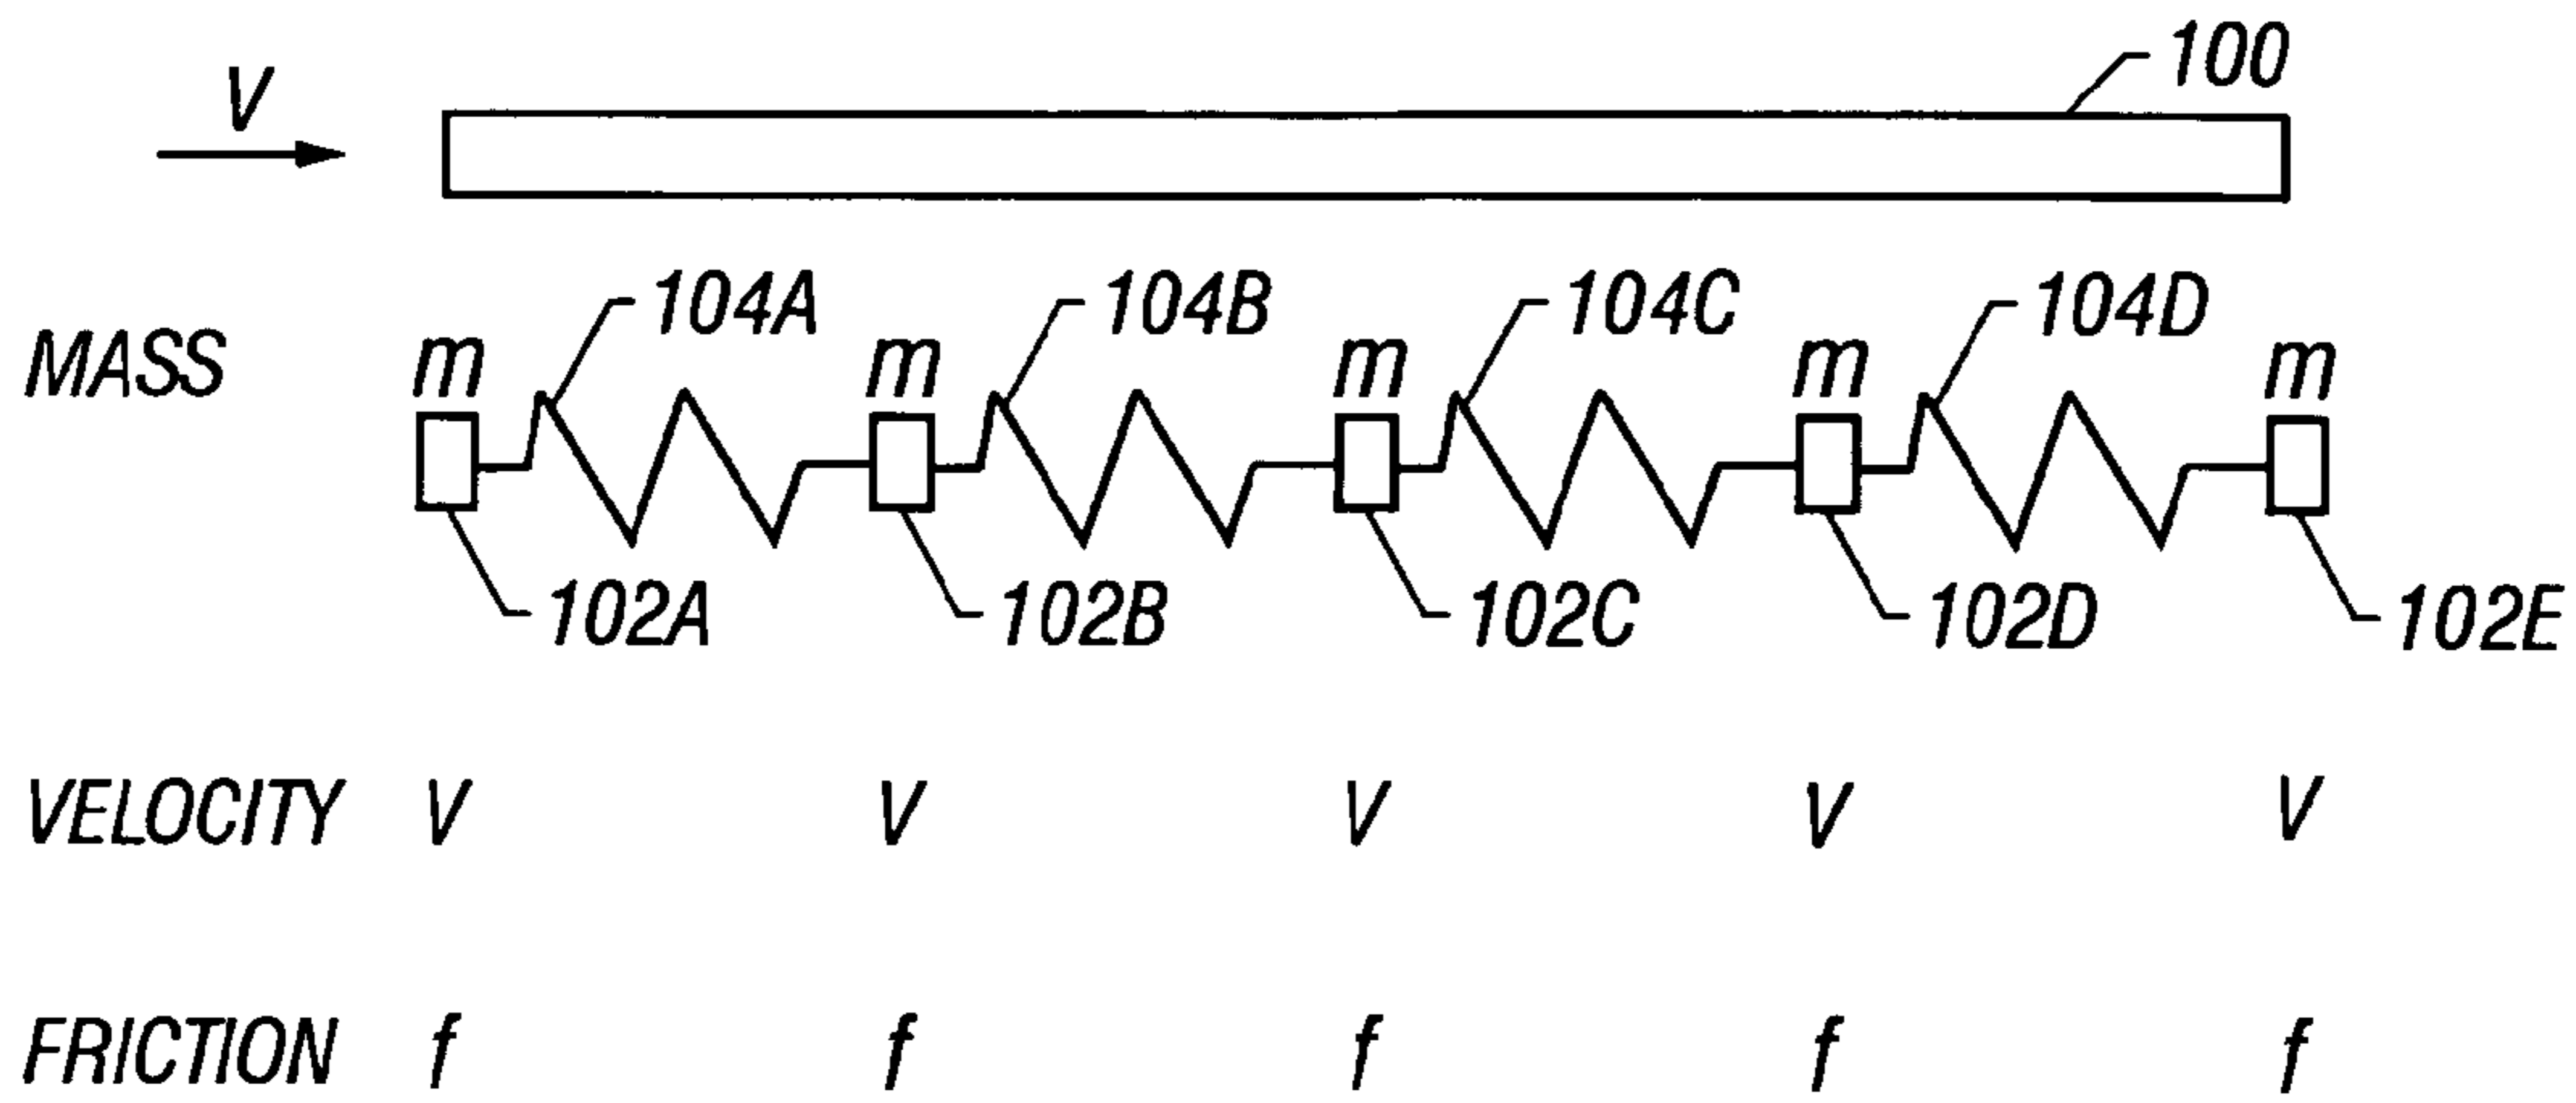 100
V
104A 104B 104C 104D
MASS m m m m m
102A 102B 102C 102D 102E
VELOCITY V V V V V
FRICTION f f f f f